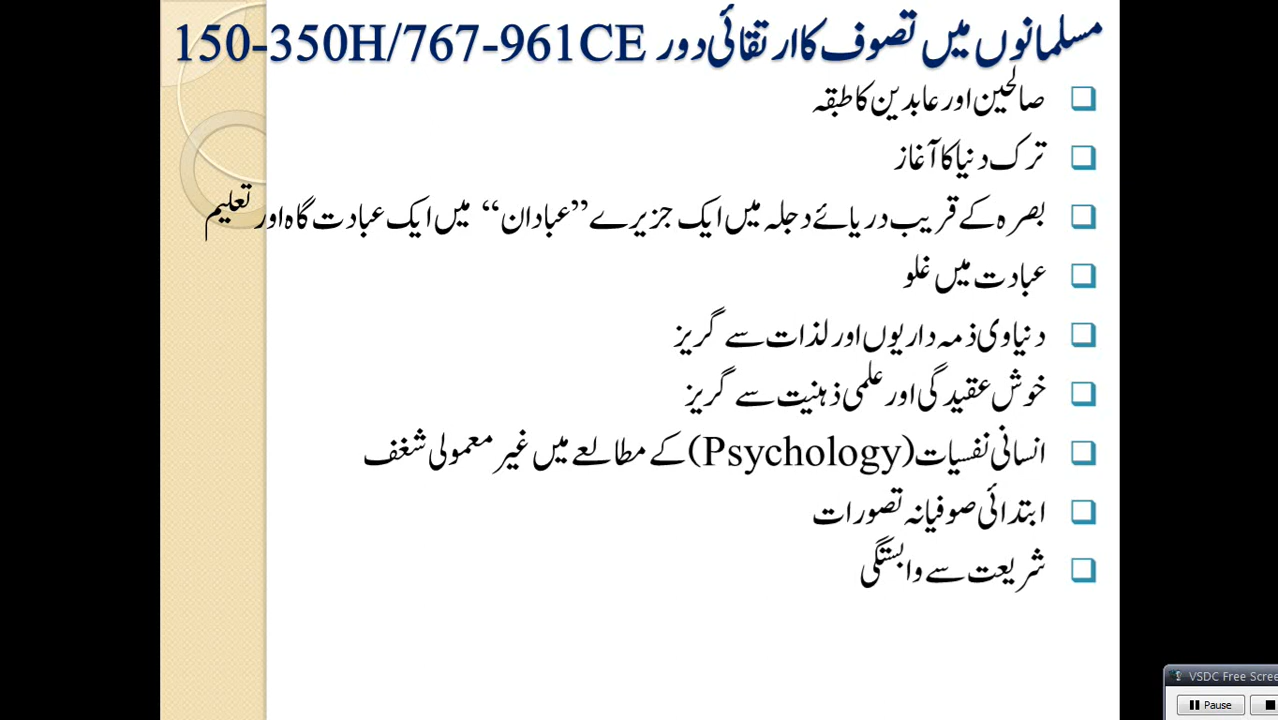 مسلمانوں میں تصوف کا ارتقائی دور 150-350H/767-961CE
صالحین اور عابدین کا طبقہ
ترک دنیا کا آغاز
بصرہ کے قریب دریائے دجلہ میں ایک جزیرے ”عبادان“ میں ایک عبادت گاہ اور تعلیم
عبادت میں غلو
دنیاوی ذمہ داریوں اور لذات سے گریز
خوش عقیدگی اور علمی ذہنیت سے گریز
انسانی نفسیات (Psychology) کے مطالعے میں غیر معمولی شغف
ابتدائی صوفیانہ تصورات
شریعت سے وابستگی
VSDC Free Scree
Pause